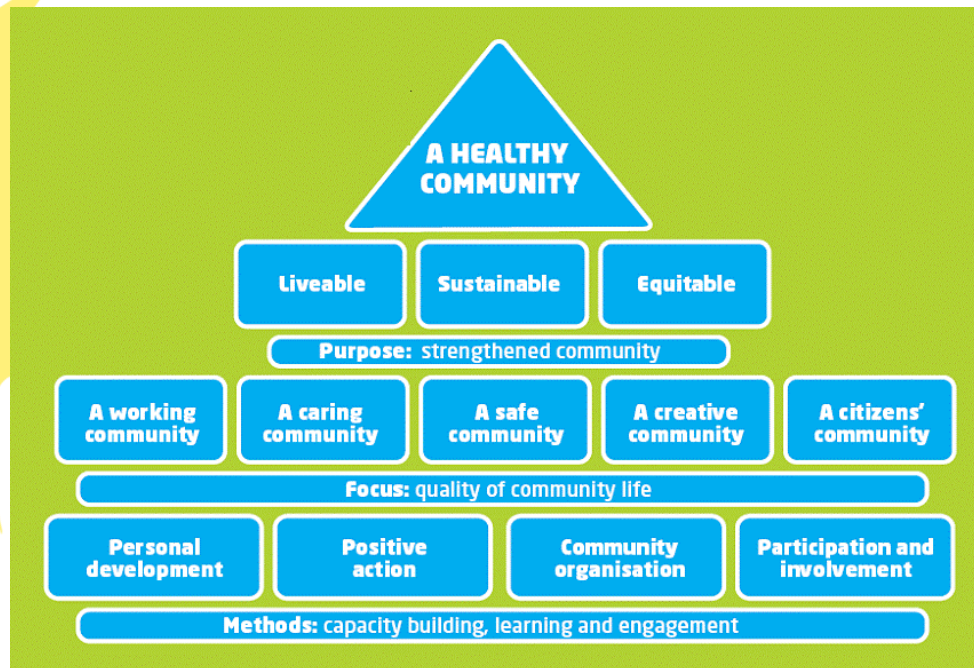 A HEALTHY
COMMUNITY
Liveable
Sustainable
Equitable
Purpose: strengthened community
A working
community
A caring
community
A safe
community
A creative
community
A citizens'
community
Focus: quality of community life
Personal
development
Positive
action
Community
organisation
Participation and
involvement
Methods: capacity building, learning and engagement